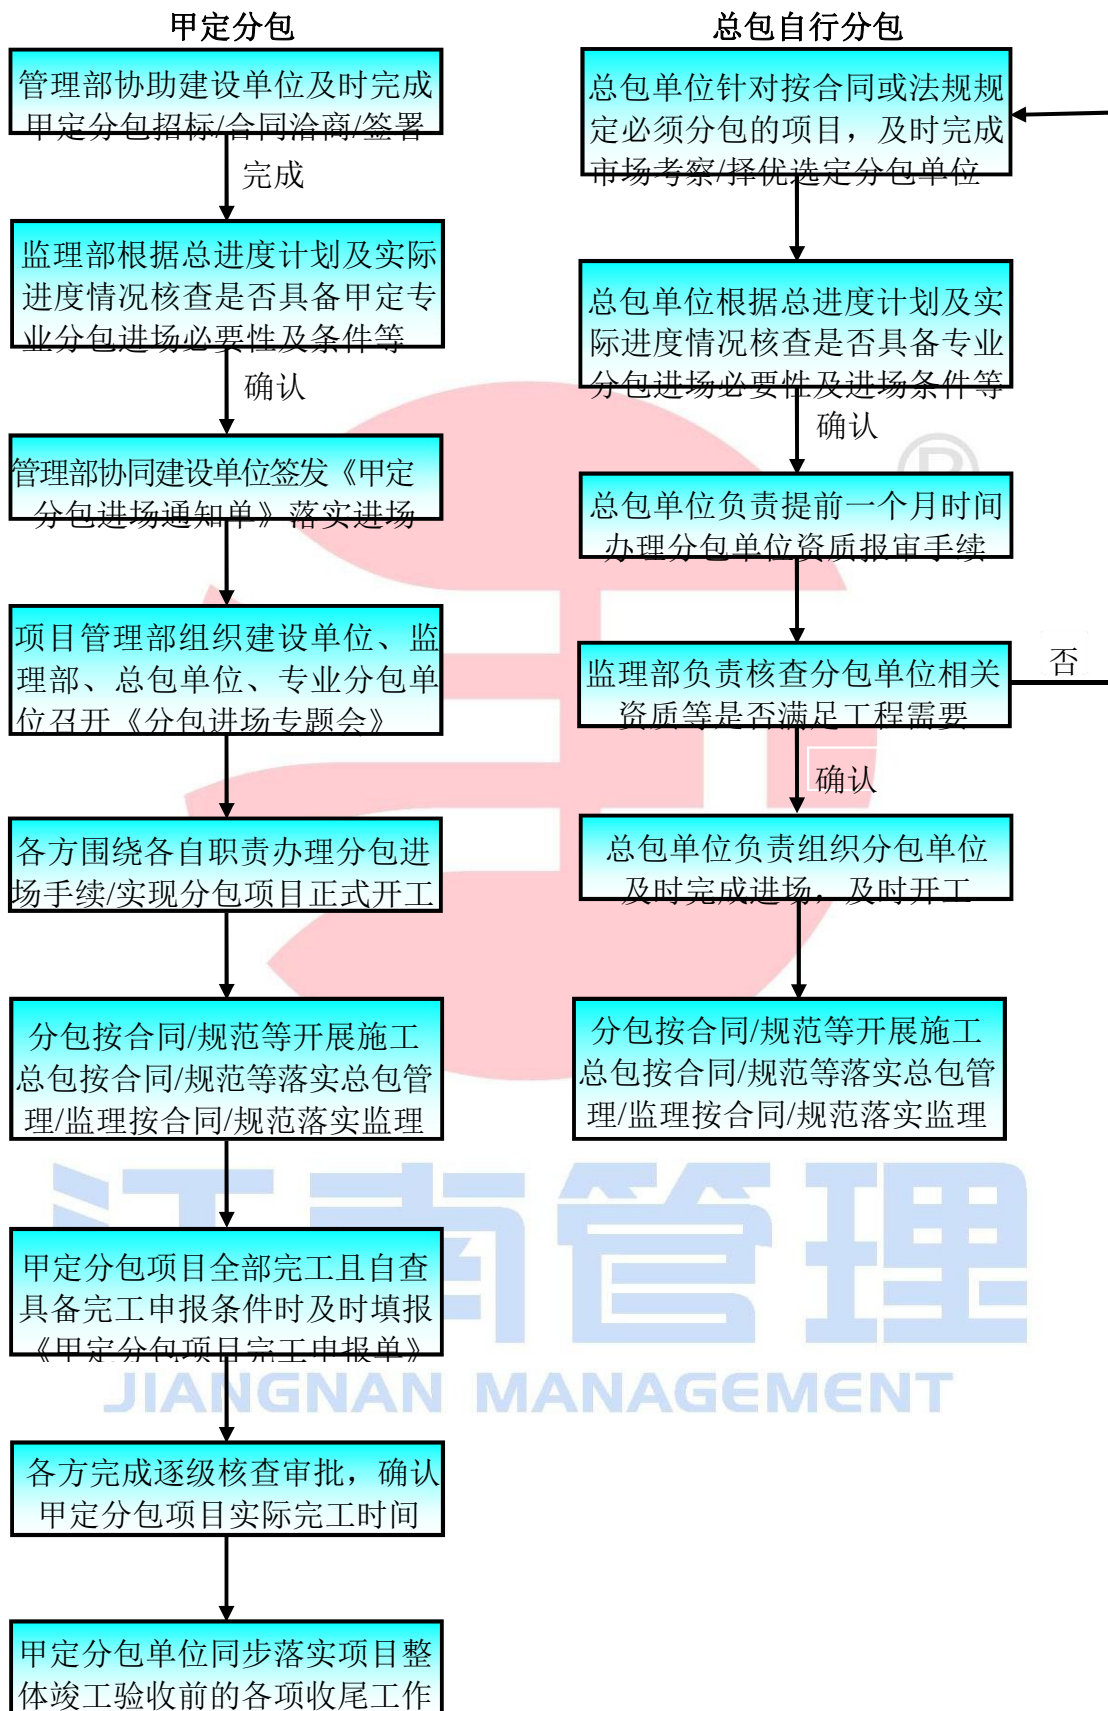 甲定分包
管理部协助建设单位及时完成
甲定分包招标/合同洽商/签署
完成
监理部根据总进度计划及实际
进度情况核查是否具备甲定专
业分包进场必要性及条件等
确认
管理部协同建设单位签发《甲定
分包进场通知单》落实进场
项目管理部组织建设单位、监
理部、总包单位、专业分包单
位召开《分包进场专题会》
各方围绕各自职责办理分包进
场手续/实现分包项目正式开工
分包按合同/规范等开展施工
总包按合同/规范等落实总包管
理/监理按合同/规范落实监理
甲定分包项目全部完工且自查
具备完工申报条件时及时填报
《甲定分包项目完工申报单》
各方完成逐级核查审批，确认
甲定分包项目实际完工时间
甲定分包单位同步落实项目整
体竣工验收前的各项收尾工作
总包自行分包
总包单位针对按合同或法规规
定必须分包的项目，及时完成
市场考察/择优选定分包单位
总包单位根据总进度计划及实
际进度情况核查是否具备专业
分包进场必要性及进场条件等
确认
总包单位负责提前一个月时间
办理分包单位资质报审手续
监理部负责核查分包单位相关
资质等是否满足工程需要
否
确认
总包单位负责组织分包单位
及时完成进场，及时开工
分包按合同/规范等开展施工
总包按合同/规范等落实总包管
理/监理按合同/规范落实监理
®
江南管理
JIANGNAN MANAGEMENT